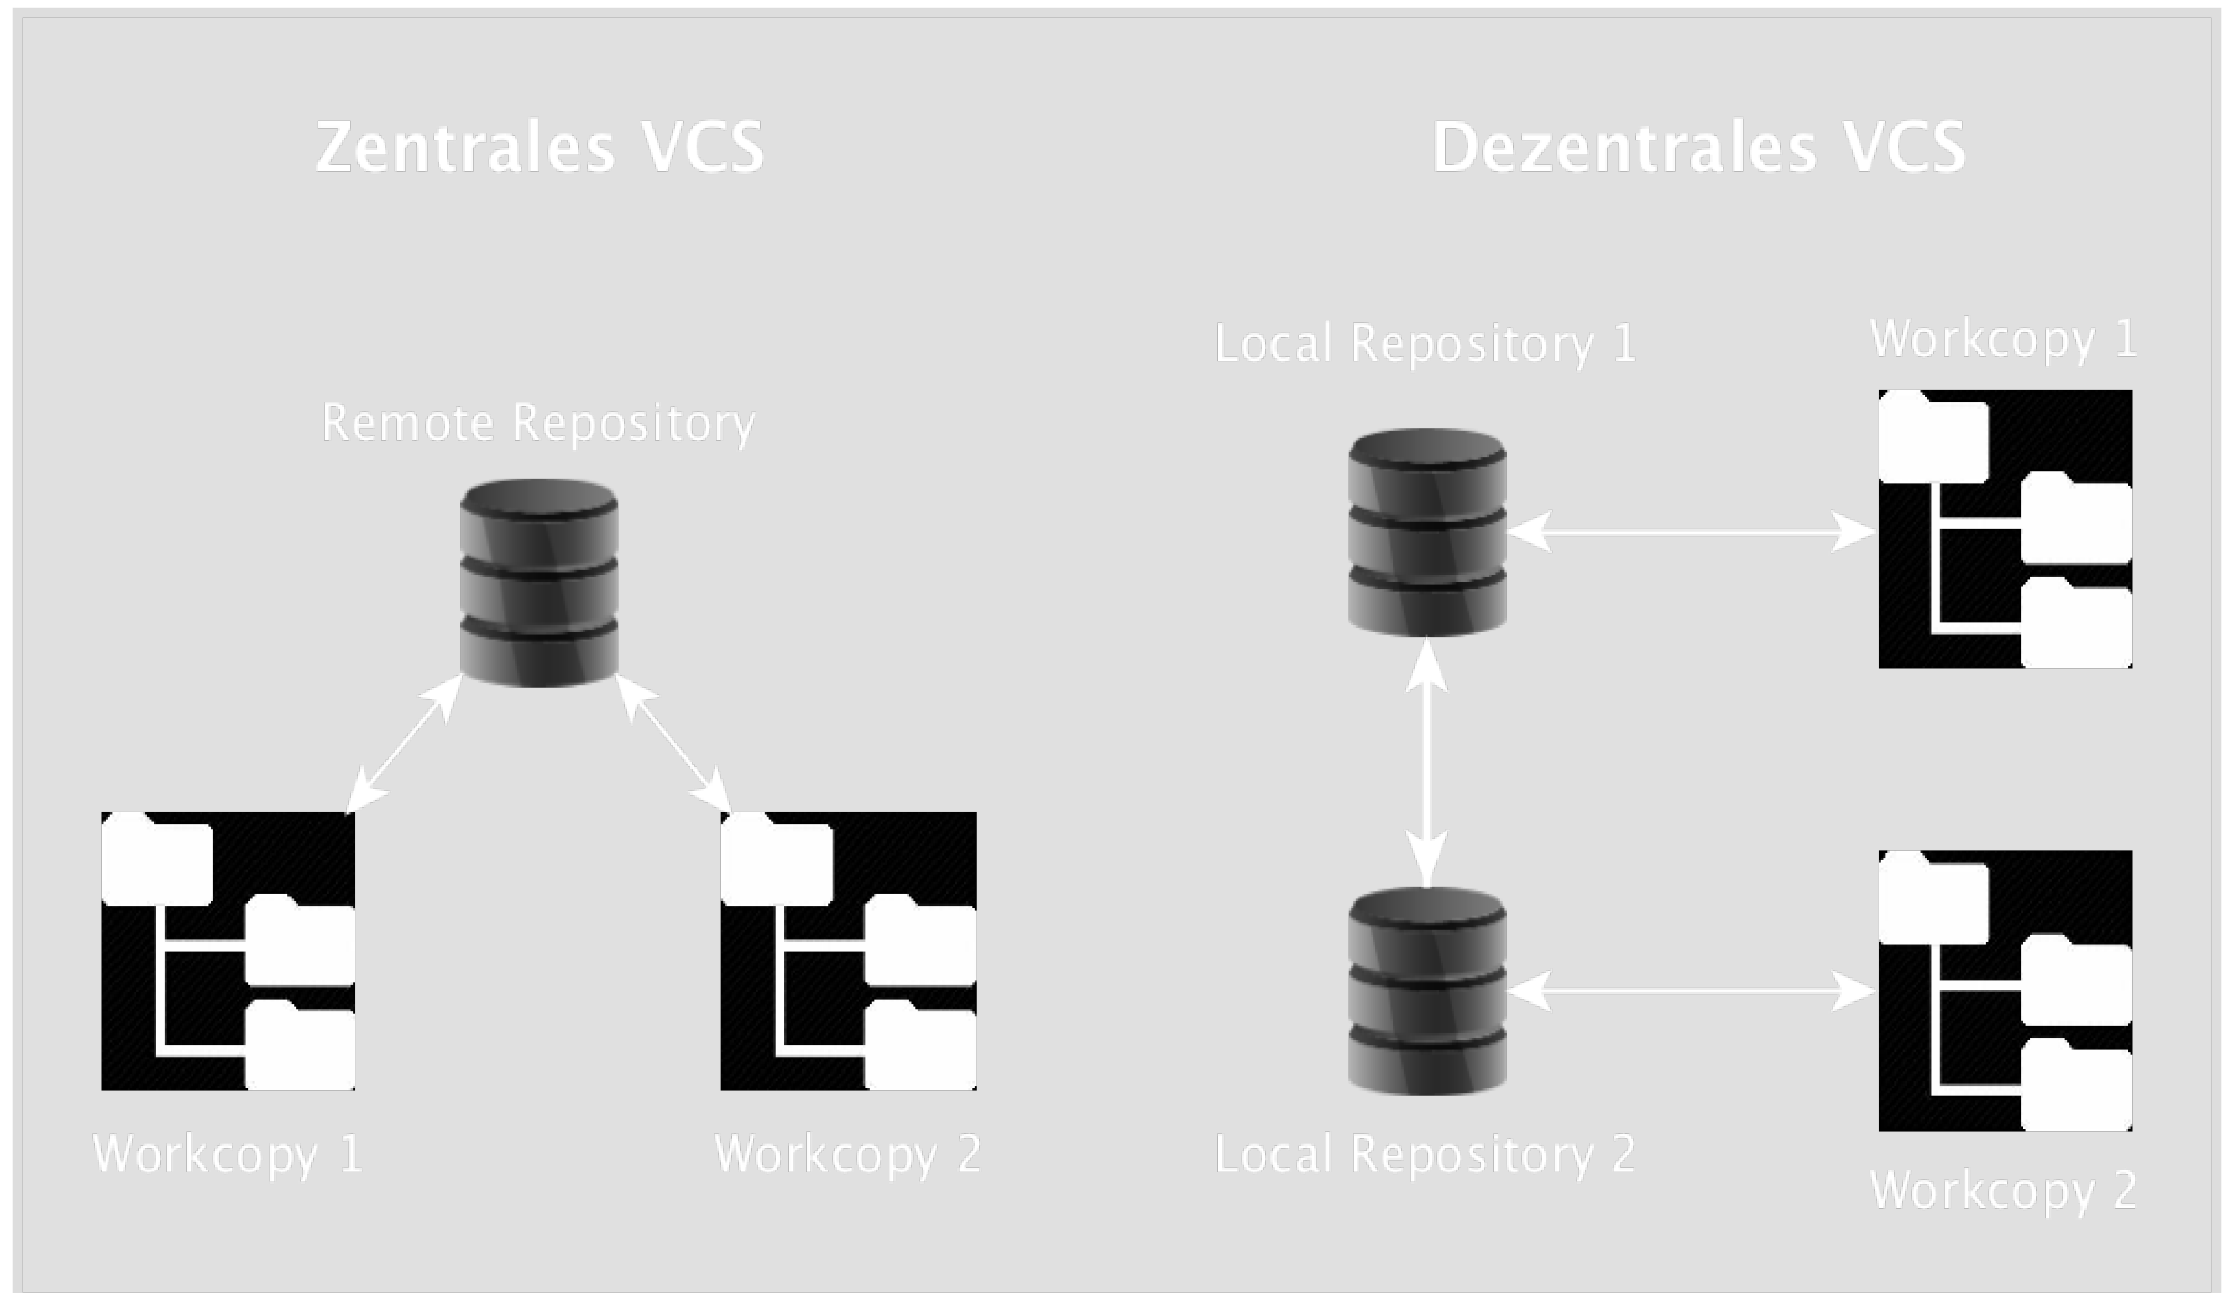 Zentrales VCS
Remote Repository
Workcopy 1
Workcopy 2
Dezentrales VCS
Local Repository 1
Workcopy 1
Local Repository 2
Workcopy 2